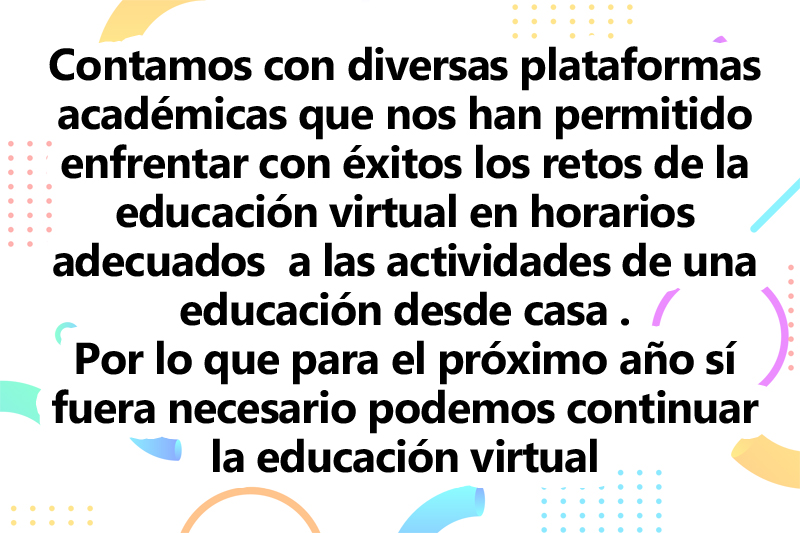 Contamos con diversas plataformas
académicas que nos han permitido
enfrentar con éxitos los retos de la
educación virtual en horarios
adecuados  a las actividades de una
educación desde casa .
Por lo que para el próximo año sí
fuera necesario podemos continuar
la educación virtual